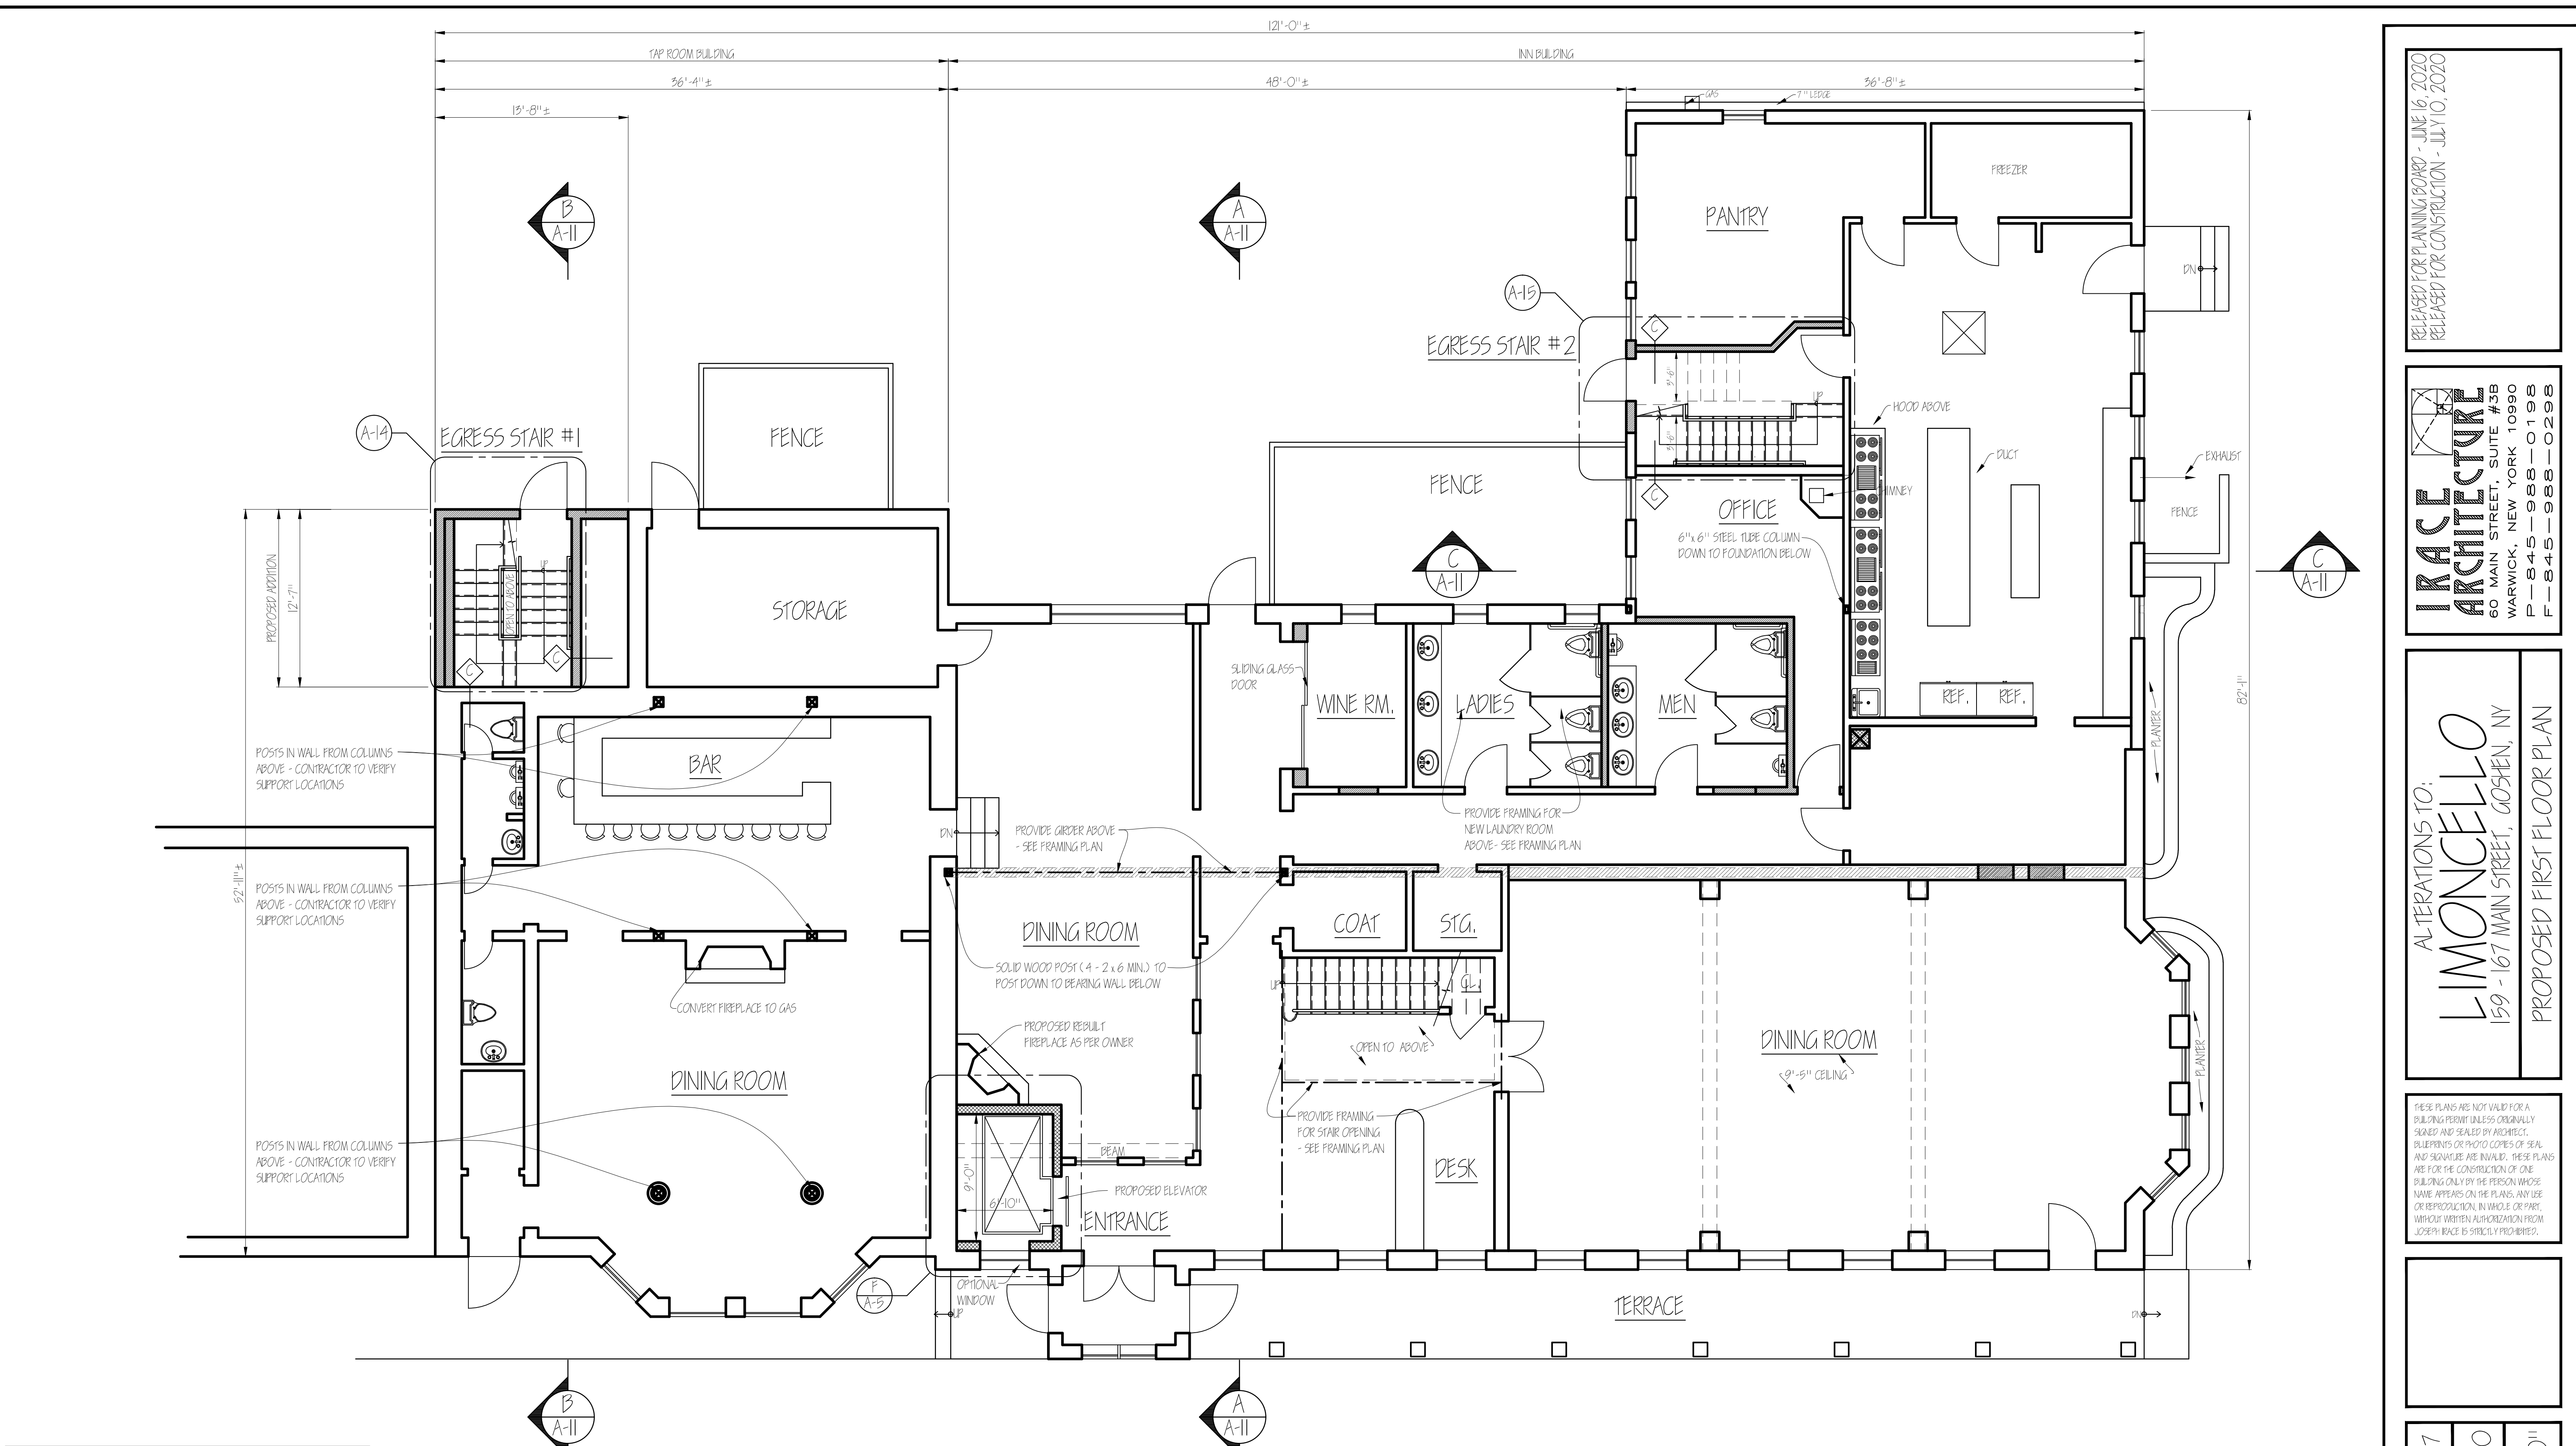 121'-0"±
TAP ROOM BUILDING
INN BUILDING
36'-4"±
48'-0"±
36'-8"±
13'-8"±
GAS
7" LEDGE
FREEZER
PANTRY
B
A-11
A
A-11
DN
A-15
C
EGRESS STAIR #2
3'-6"
UP
3'-6"
HOOD ABOVE
A-14
EGRESS STAIR #1
FENCE
FENCE
DUCT
EXHAUST
C
CHIMNEY
OFFICE
FENCE
6"x 6" STEEL TUBE COLUMN
DOWN TO FOUNDATION BELOW
C
A-11
C
A-11
PROPOSED ADDITION
12'-7"
UP
OPEN TO ABOVE
STORAGE
C
C
SLIDING GLASS
DOOR
WINE RM.
LADIES
MEN
REF.
REF.
82'-1"
PLANTER
POSTS IN WALL FROM COLUMNS
ABOVE - CONTRACTOR TO VERIFY
SUPPORT LOCATIONS
BAR
DN
PROVIDE GIRDER ABOVE
- SEE FRAMING PLAN
PROVIDE FRAMING FOR
NEW LAUNDRY ROOM
ABOVE- SEE FRAMING PLAN
52'-11"±
POSTS IN WALL FROM COLUMNS
ABOVE - CONTRACTOR TO VERIFY
SUPPORT LOCATIONS
DINING ROOM
COAT
STG.
SOLID WOOD POST ( 4 - 2 x 6 MIN.) TO
POST DOWN TO BEARING WALL BELOW
UP
CL.
CONVERT FIREPLACE TO GAS
PROPOSED REBUILT
FIREPLACE AS PER OWNER
OPEN TO ABOVE
DINING ROOM
9'-5" CEILING
PLANTER
DINING ROOM
PROVIDE FRAMING
FOR STAIR OPENING
- SEE FRAMING PLAN
BEAM
POSTS IN WALL FROM COLUMNS
ABOVE - CONTRACTOR TO VERIFY
SUPPORT LOCATIONS
9'-0"
6'-10"
PROPOSED ELEVATOR
DESK
ENTRANCE
F
A-5
OPTIONAL
WINDOW
UP
TERRACE
DN
B
A-11
A
A-11
RELEASED FOR PLANNING BOARD - JUNE 16, 2020
RELEASED FOR CONSTRUCTION - JULY 10, 2020
IRACE
ARCHITECTURE
60 MAIN STREET, SUITE #3B
WARWICK, NEW YORK 10990
P-845-988-0198
F-845-988-0298
ALTERATIONS TO:
LIMONCELLO
159 - 167 MAIN STREET, GOSHEN, NY
PROPOSED FIRST FLOOR PLAN
THESE PLANS ARE NOT VALID FOR A
BUILDING PERMIT UNLESS ORIGINALLY
SIGNED AND SEALED BY ARCHITECT.
BLUEPRINTS OR PHOTO COPIES OF SEAL
AND SIGNATURE ARE INVALID. THESE PLANS
ARE FOR THE CONSTRUCTION OF ONE
BUILDING ONLY BY THE PERSON WHOSE
NAME APPEARS ON THE PLANS. ANY USE
OR REPRODUCTION, IN WHOLE OR PART,
WITHOUT WRITTEN AUTHORIZATION FROM
JOSEPH IRACE IS STRICTLY PROHIBITED.